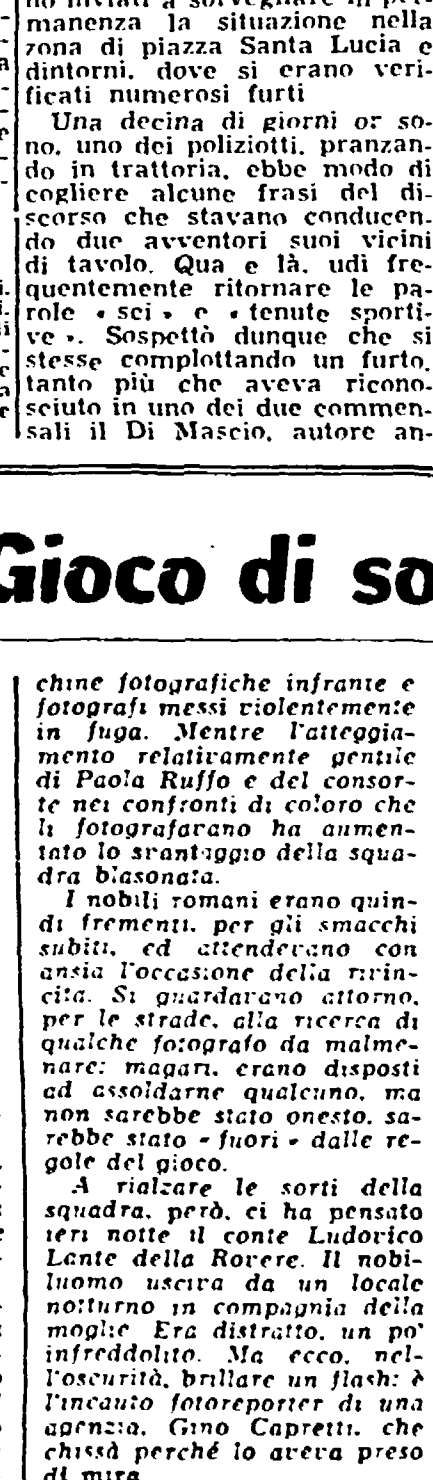 no inviati a sorvegliare in per-
manenza la situazione nella
zona di piazza Santa Lucia e
dintorni, dove si erano veri-
ficati numerosi furti
Una decina di giorni or so-
no, uno dei poliziotti, pranzan-
do in trattoria, ebbe modo di
cogliere alcune frasi del di-
scorso che stavano conducen-
do due avventori suoi vicini
di tavolo. Qua e là, udì fre-
quentemente ritornare le pa-
role « sci » e « tenute sporti-
ve ». Sospettò dunque che si
stesse complottando un furto,
tanto più che aveva ricono-
sciuto in uno dei due commen-
sali il Di Mascio, autore an-
Gioco di so
chine fotografiche infrante e
fotografi messi violentemente
in fuga. Mentre l'atteggia-
mento relativamente gentile
di Paola Ruffo e del consor-
te nei confronti di coloro che
li fotografavano ha aumen-
tato lo svantaggio della squa-
dra blasonata.
I nobili romani erano quin-
di frementi, per gli smacchi
subiti, ed attendevano con
ansia l'occasione della rivin-
cita. Si guardavano attorno,
per le strade, alla ricerca di
qualche fotografo da malme-
nare: magari, erano disposti
ad assoldarne qualcuno, ma
non sarebbe stato onesto, sa-
rebbe stato « fuori » dalle re-
gole del gioco.
A rialzare le sorti della
squadra, però, ci ha pensato
ieri notte il conte Ludovico
Lante della Rovere. Il nobi-
luomo usciva da un locale
notturno in compagnia della
moglie Era distratto, un po'
infreddolito. Ma ecco, nel-
l'oscurità, brillare un flash: è
l'incauto fotoreporter di una
agenzia, Gino Capretti, che
chissà perché lo aveva preso
di mira